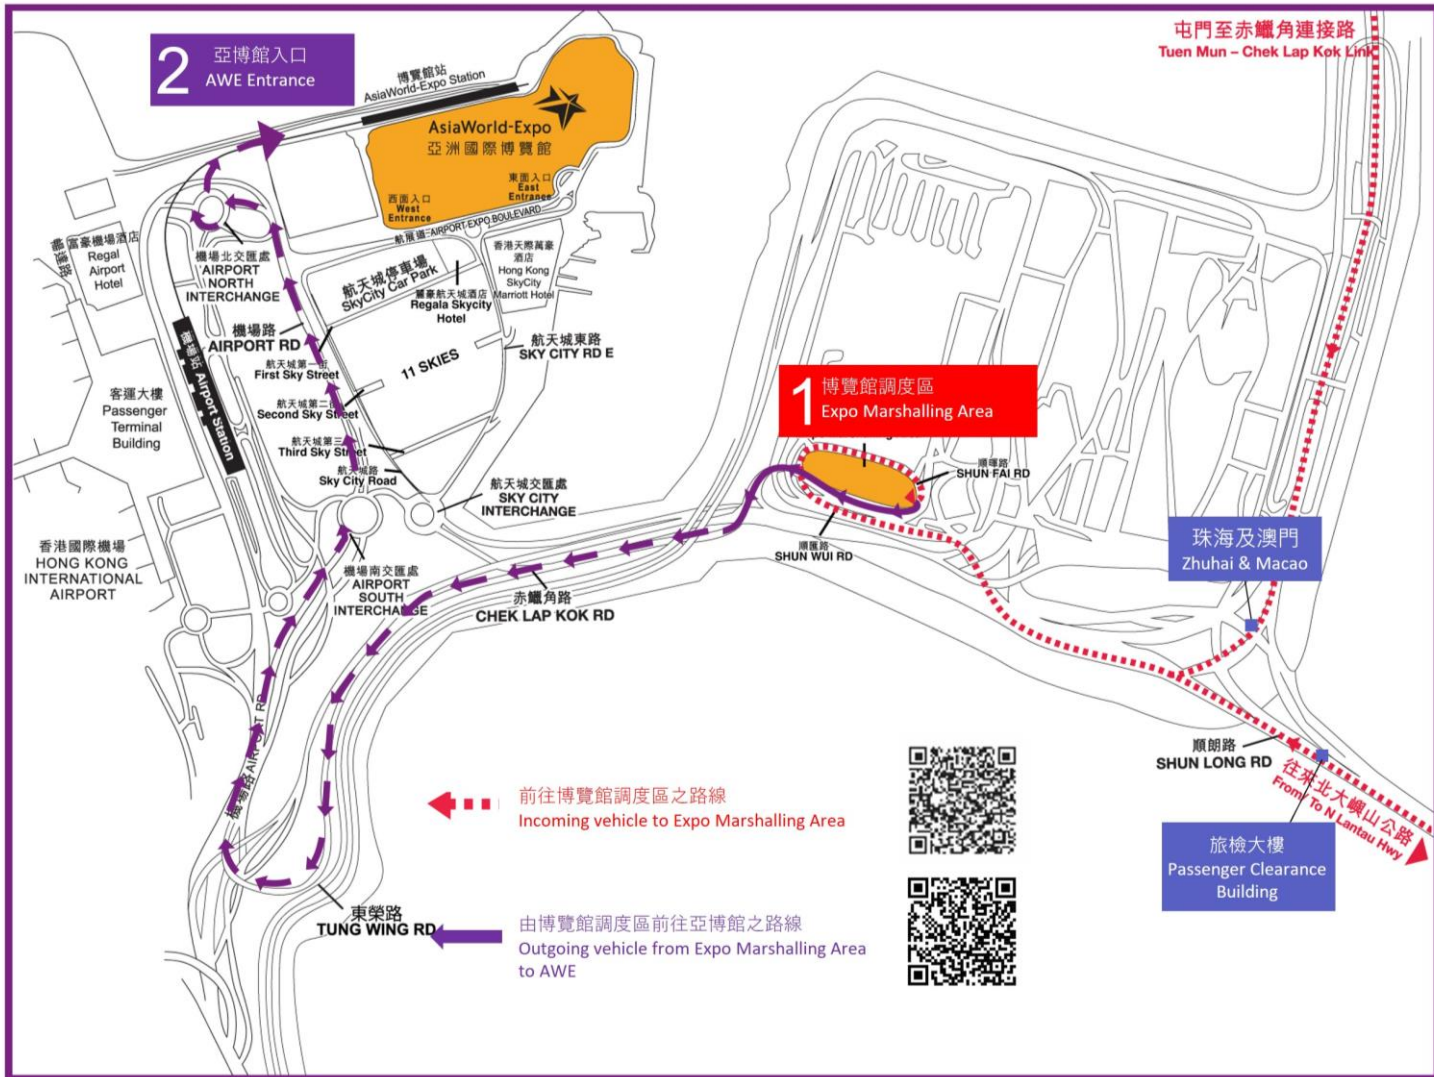 屯門至赤鱲角連接路
Tuen Mun – Chek Lap Kok Link
2
亞博館入口
AWE Entrance
博覽館站
AsiaWorld-Expo Station
AsiaWorld-Expo
亞洲國際博覽館
東面入口
East
Entrance
西面入口
West
Entrance
航展道 AIRPORT EXPO BOULEVARD
暢達路
富豪機場酒店
Regal
Airport
Hotel
機場北交匯處
AIRPORT
NORTH
INTERCHANGE
航天城停車場
SkyCity Car Park
麗豪航天城酒店
Regala Skycity
Hotel
香港天際萬豪
酒店
Hong Kong
SkyCity
Marriott Hotel
機場路
AIRPORT RD
11 SKIES
航天城東路
SKY CITY RD E
航天城第一街
First Sky Street
航天城第二街
Second Sky Street
航天城第三
Third Sky Street
航天城路
Sky City Road
機場站 Airport Station
客運大樓
Passenger
Terminal
Building
1
博覽館調度區
Expo Marshalling Area
順暉路
SHUN FAI RD
航天城交匯處
SKY CITY
INTERCHANGE
順匯路
SHUN WUI RD
珠海及澳門
Zhuhai & Macao
香港國際機場
HONG KONG
INTERNATIONAL
AIRPORT
機場南交匯處
AIRPORT
SOUTH
INTERCHANGE
赤鱲角路
CHEK LAP KOK RD
機場路 AIRPORT RD
順朗路
SHUN LONG RD
往來北大嶼山公路
From/ To N Lantau Hwy
前往博覽館調度區之路線
Incoming vehicle to Expo Marshalling Area
旅檢大樓
Passenger Clearance
Building
東榮路
TUNG WING RD
由博覽館調度區前往亞博館之路線
Outgoing vehicle from Expo Marshalling Area
to AWE